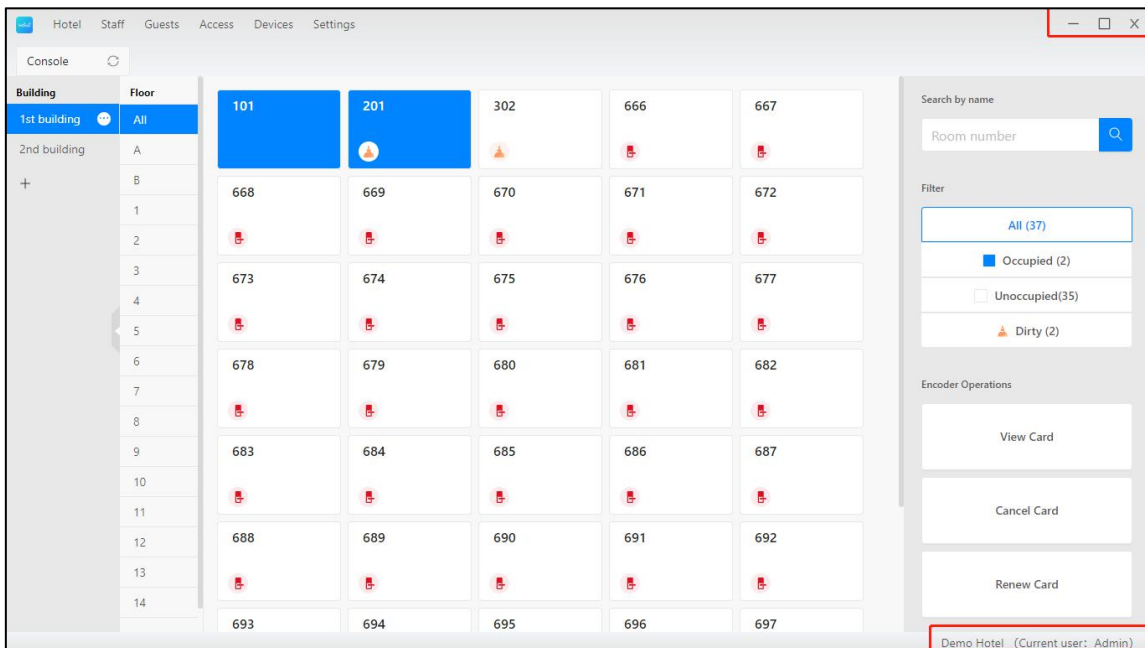 Hotel Staff Guests Access Devices Settings
Console
Building
1st building
2nd building
+
Floor
All
A
B
1
2
3
4
5
6
7
8
9
10
11
12
13
14
101 201 302 666 667
668 669 670 671 672
673 674 675 676 677
678 679 680 681 682
683 684 685 686 687
688 689 690 691 692
693 694 695 696 697
Search by name
Room number
Filter
All (37)
Occupied (2)
Unoccupied(35)
Dirty (2)
Encoder Operations
View Card
Cancel Card
Renew Card
Demo Hotel （Current user：Admin）